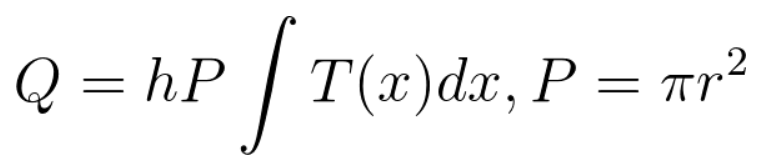 Q = hP ∫ T(x)dx, P = πr²